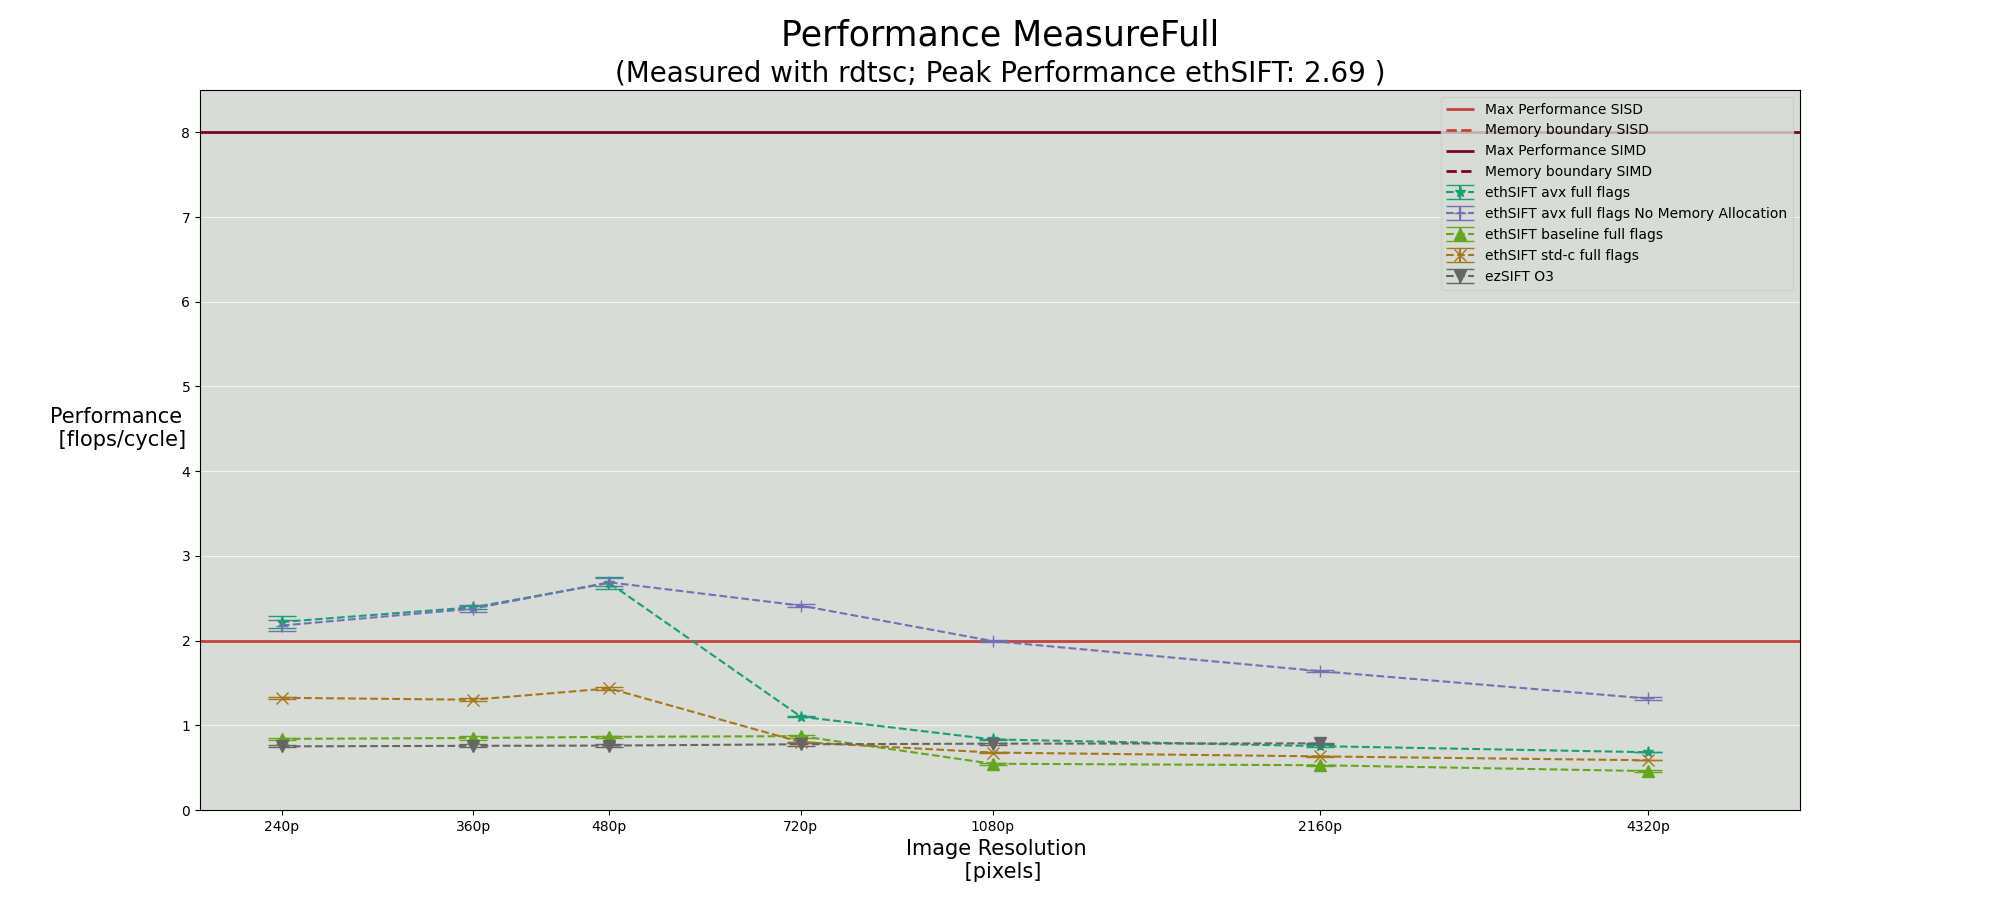 Performance MeasureFull
(Measured with rdtsc; Peak Performance ethSIFT: 2.69 )
Max Performance SISD
Memory boundary SISD
Max Performance SIMD
Memory boundary SIMD
ethSIFT avx full flags
ethSIFT avx full flags No Memory Allocation
ethSIFT baseline full flags
ethSIFT std-c full flags
ezSIFT O3
8
7
6
5
4
3
2
1
0
Performance
[flops/cycle]
240p
360p
480p
720p
1080p
2160p
4320p
Image Resolution
[pixels]